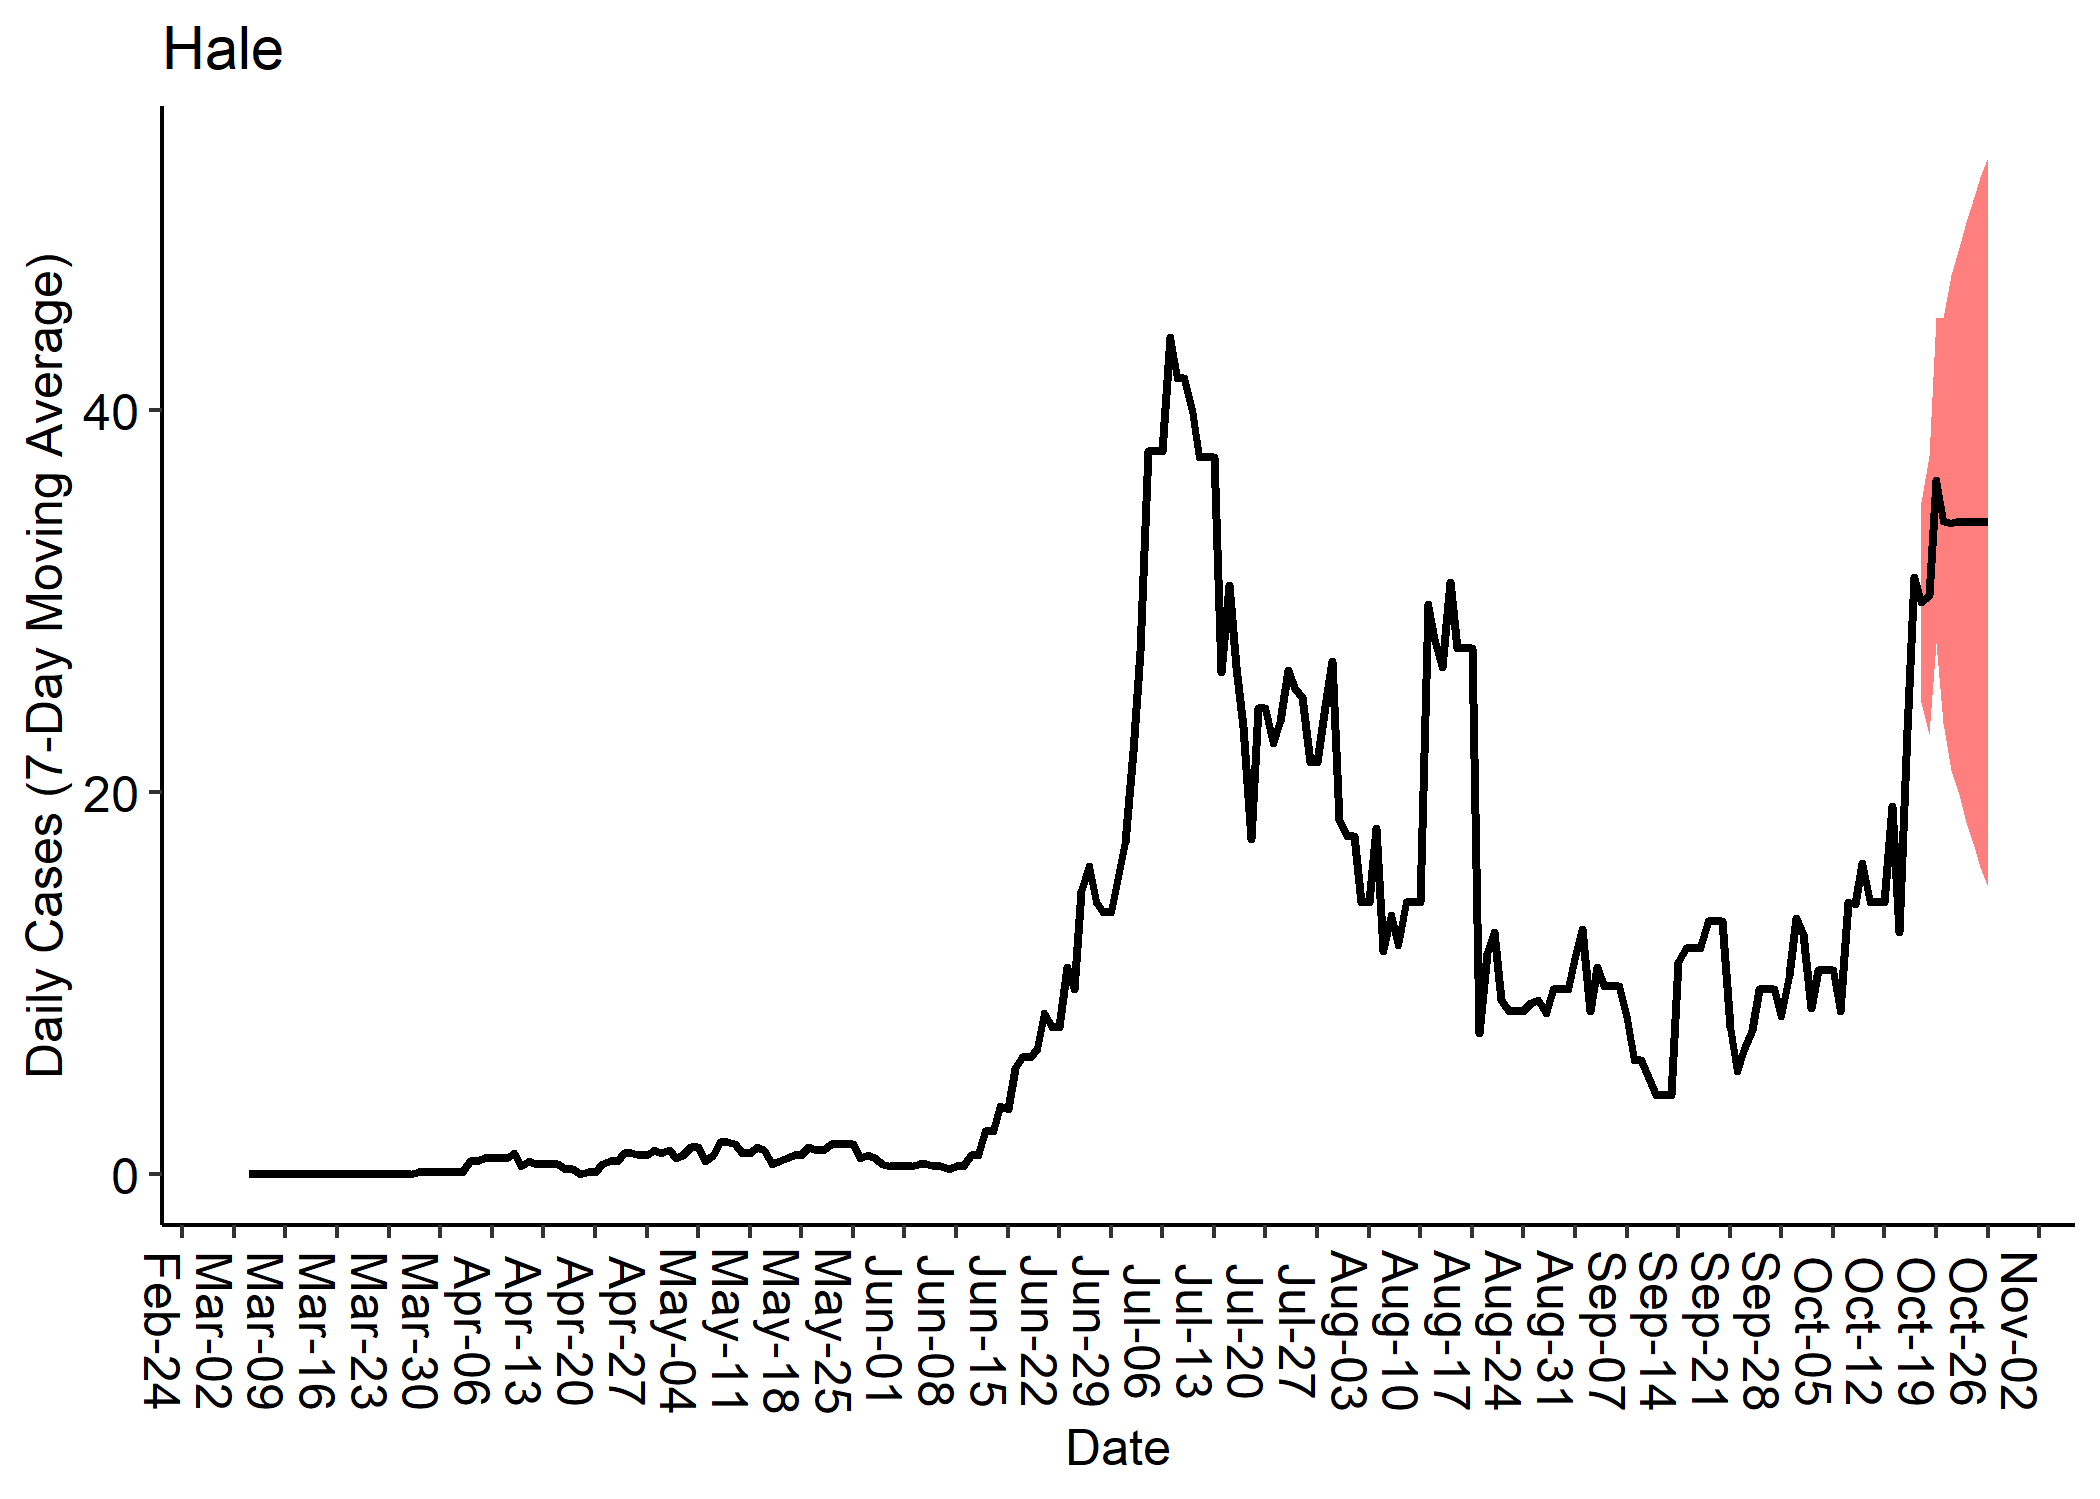 Hale
Daily Cases (7-Day Moving Average)
40
20
0
Feb-24
Mar-02
Mar-09
Mar-16
Mar-23
Mar-30
Apr-06
Apr-13
Apr-20
Apr-27
May-04
May-11
May-18
May-25
Jun-01
Jun-08
Jun-15
Jun-22
Jun-29
Jul-06
Jul-13
Jul-20
Jul-27
Aug-03
Aug-10
Aug-17
Aug-24
Aug-31
Sep-07
Sep-14
Sep-21
Sep-28
Oct-05
Oct-12
Oct-19
Oct-26
Nov-02
Date